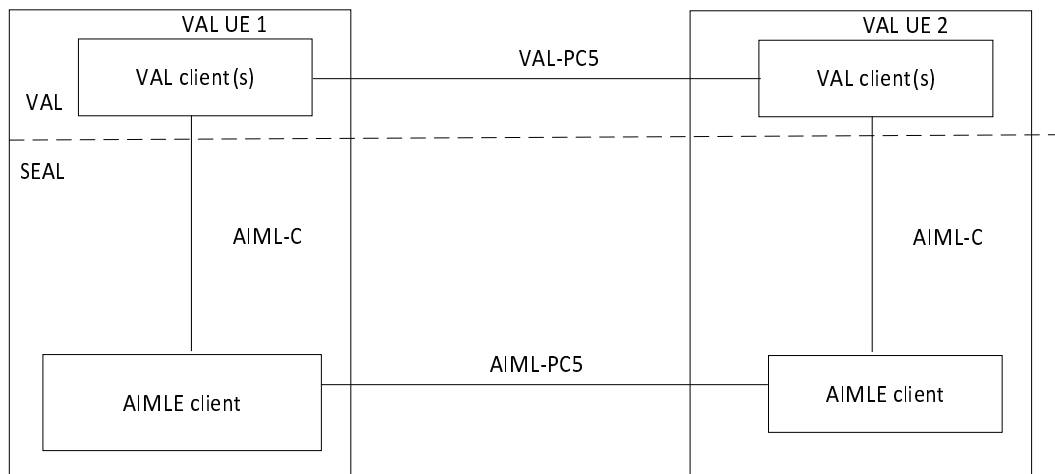 VAL UE 1
VAL UE 2
VAL client(s)
VAL-PC5
VAL client(s)
VAL
SEAL
AIML-C
AIML-C
AIML-PC5
AIMLE client
AIMLE client